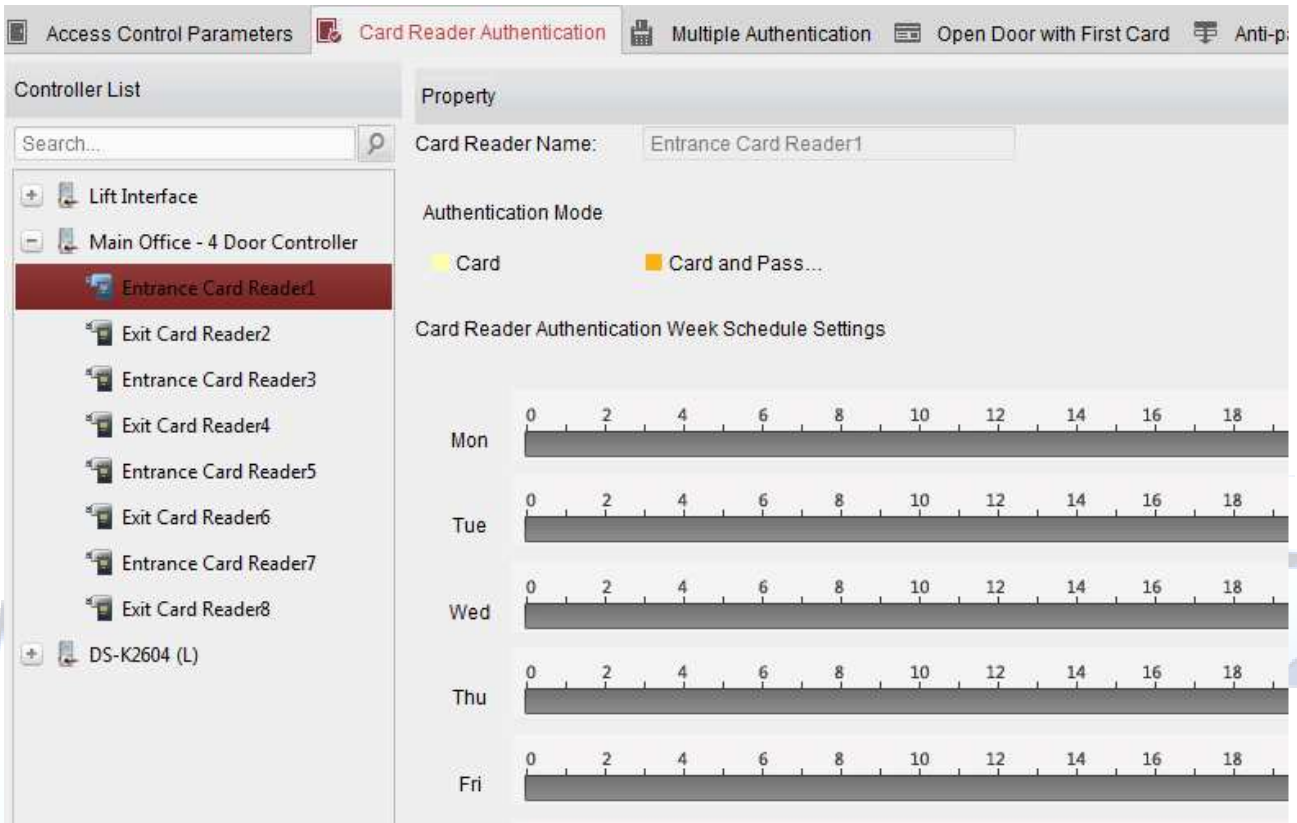 Access Control Parameters Card Reader Authentication Multiple Authentication Open Door with First Card Anti-pa
Controller List
Search...
Lift Interface
Main Office - 4 Door Controller
Entrance Card Reader1
Exit Card Reader2
Entrance Card Reader3
Exit Card Reader4
Entrance Card Reader5
Exit Card Reader6
Entrance Card Reader7
Exit Card Reader8
DS-K2604 (L)
Property
Card Reader Name: Entrance Card Reader1
Authentication Mode
Card Card and Pass...
Card Reader Authentication Week Schedule Settings
0 2 4 6 8 10 12 14 16 18
Mon
0 2 4 6 8 10 12 14 16 18
Tue
0 2 4 6 8 10 12 14 16 18
Wed
0 2 4 6 8 10 12 14 16 18
Thu
0 2 4 6 8 10 12 14 16 18
Fri